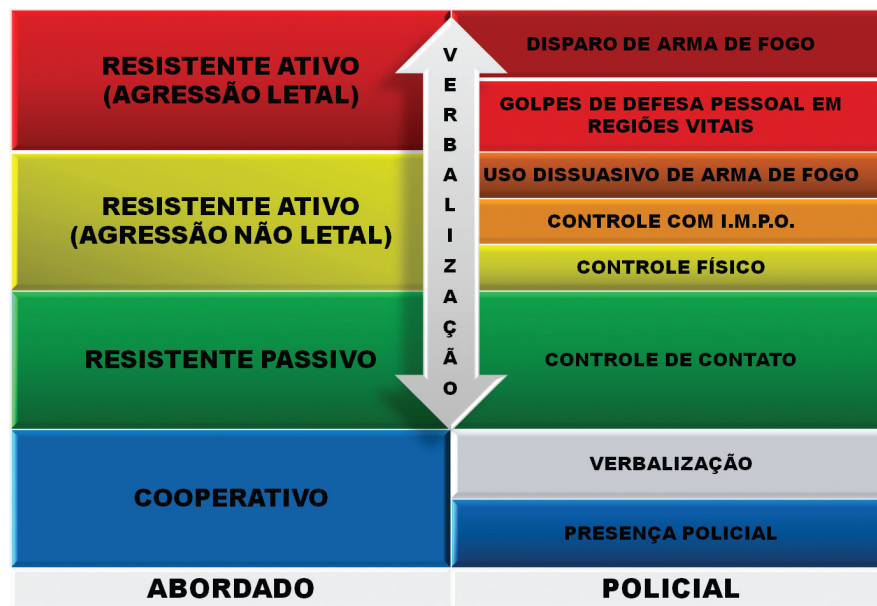 RESISTENTE ATIVO
(AGRESSÃO LETAL)
RESISTENTE ATIVO
(AGRESSÃO NÃO LETAL)
RESISTENTE PASSIVO
COOPERATIVO
ABORDADO
VERBALIZAÇÃO
DISPARO DE ARMA DE FOGO
GOLPES DE DEFESA PESSOAL EM
REGIÕES VITAIS
USO DISSUASIVO DE ARMA DE FOGO
CONTROLE COM I.M.P.O.
CONTROLE FÍSICO
CONTROLE DE CONTATO
VERBALIZAÇÃO
PRESENÇA POLICIAL
POLICIAL